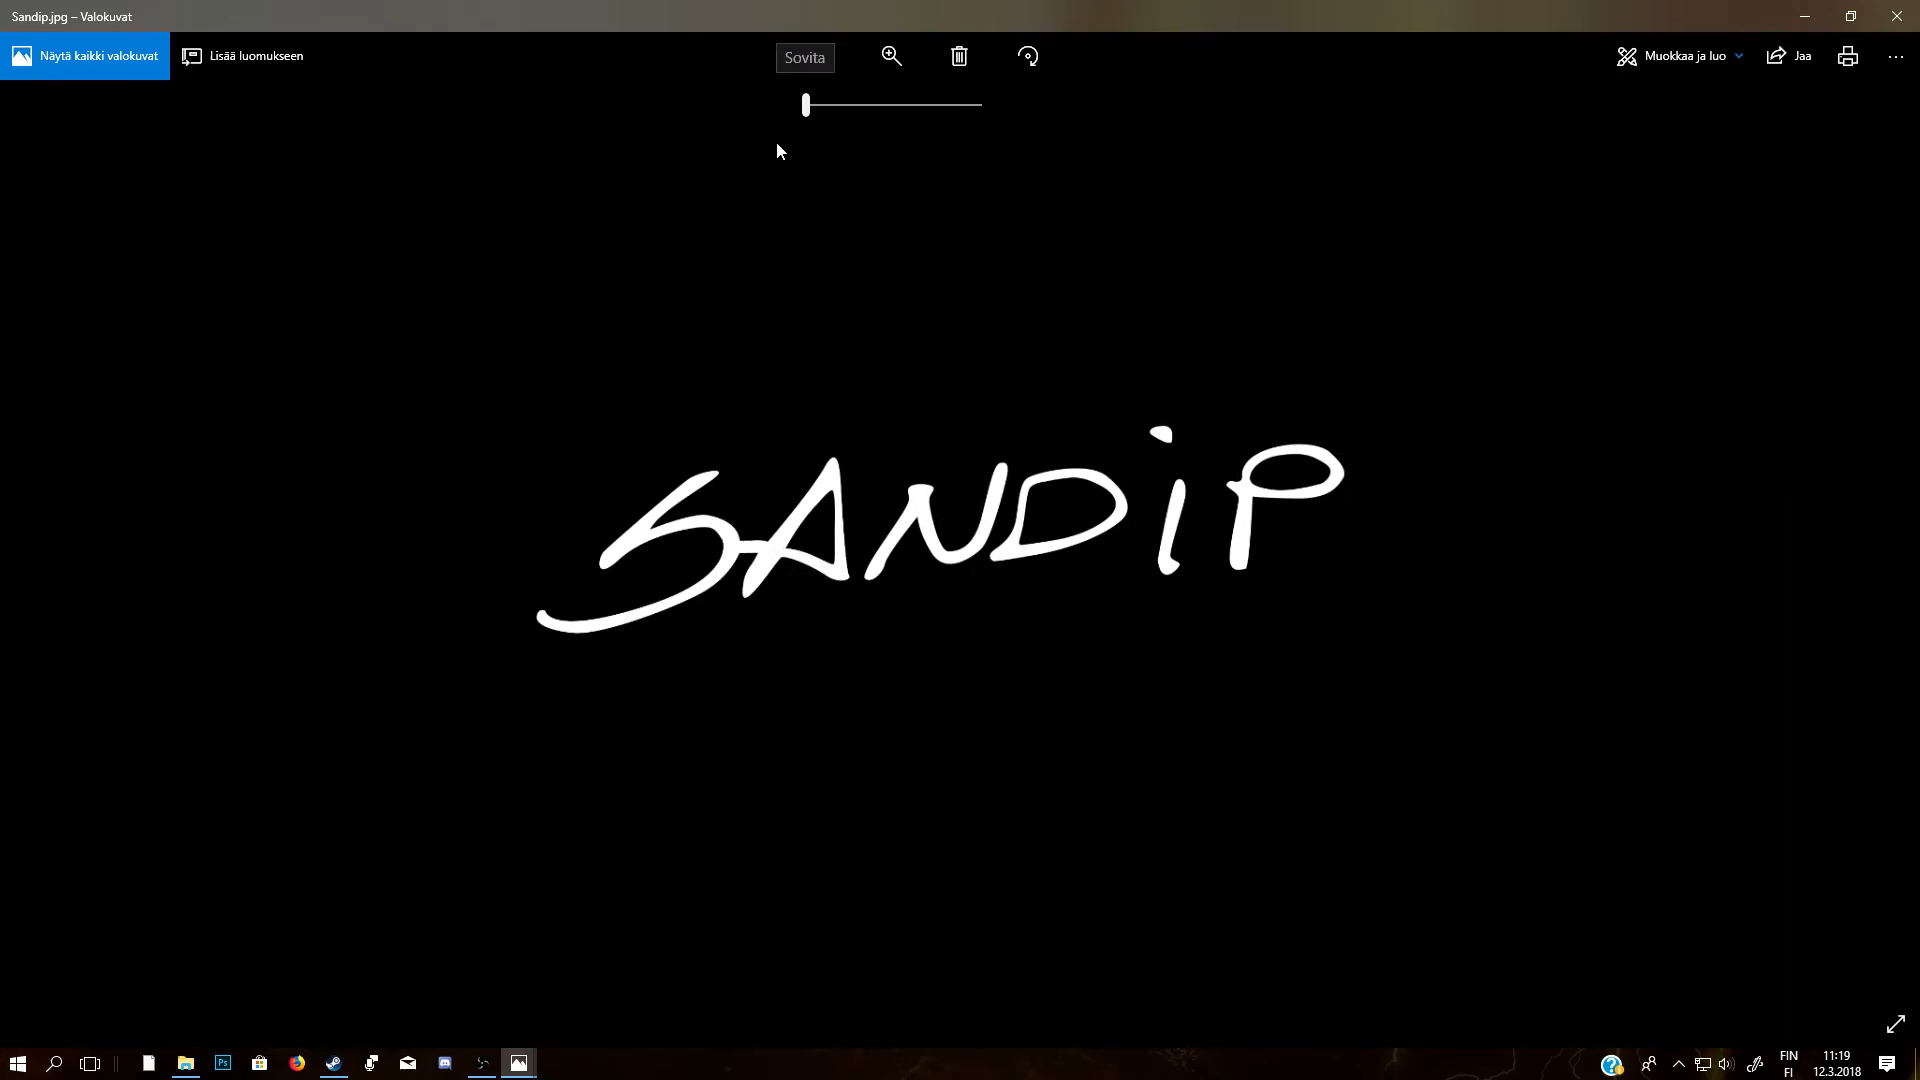 Sandip.jpg – Valokuvat
Näytä kaikki valokuvat
Lisää luomukseen
Sovita
Muokkaa ja luo
Jaa
SANDiP
Ps
FIN
FI
11:19
12.3.2018